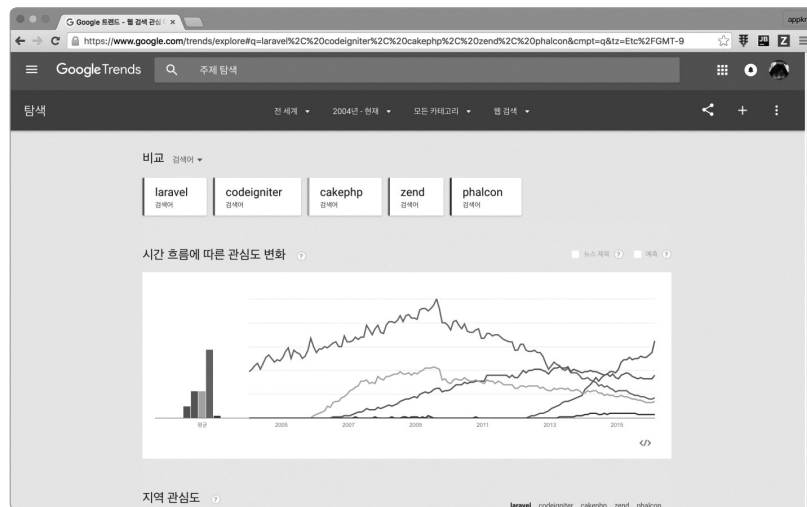 Google 트렌드 - 웹 검색 관심 ×
appkr
https://www.google.com/trends/explore#q=laravel%2C%20codeigniter%2C%20cakephp%2C%20zend%2C%20phalcon&cmpt=q&tz=Etc%2FGMT-9
Google Trends 주제 탐색
탐색 전 세계 2004년 - 현재 모든 카테고리 웹 검색
비교 검색어
laravel codeigniter cakephp zend phalcon
검색어 검색어 검색어 검색어 검색어
시간 흐름에 따른 관심도 변화 ? 뉴스 제목 ? 예측 ?
평균 2005 2007 2009 2011 2013 2015
</>
지역 관심도 ?
laravel codeigniter cakephp zend phalcon